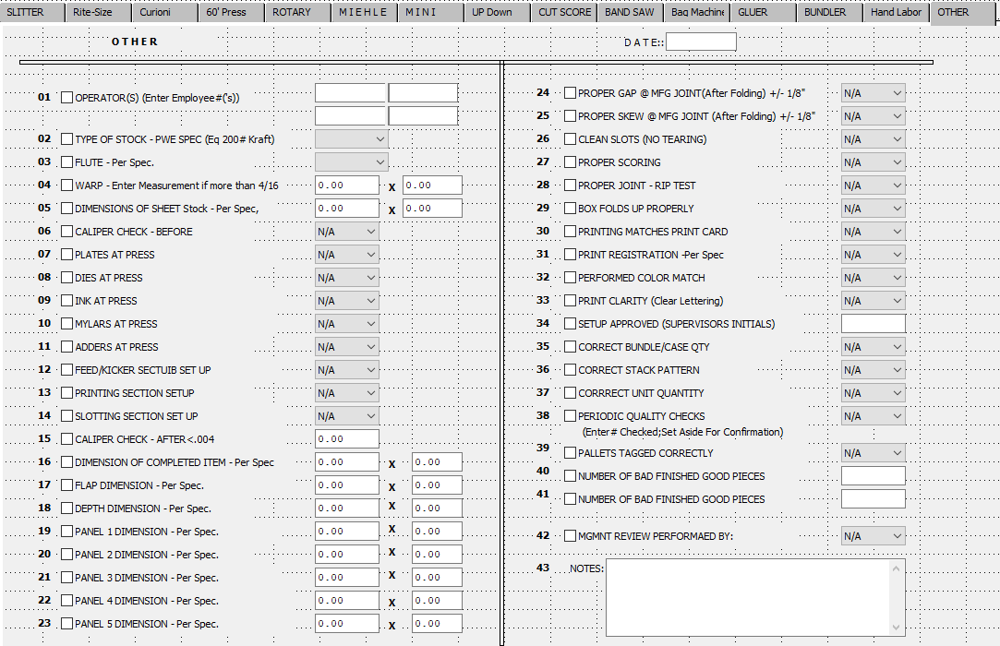 SLITTER Rite-Size Curioni 60' Press ROTARY M I E H L E M I N I UP Down CUT SCORE BAND SAW Bag Machine GLUER BUNDLER Hand Labor OTHER
O T H E R
D A T E::
01 OPERATOR(S) (Enter Employee#('s))
02 TYPE OF STOCK - PWE SPEC (Eq 200# Kraft)
03 FLUTE - Per Spec.
04 WARP - Enter Measurement if more than 4/16 0.00 X 0.00
05 DIMENSIONS OF SHEET Stock - Per Spec, 0.00 X 0.00
06 CALIPER CHECK - BEFORE N/A
07 PLATES AT PRESS N/A
08 DIES AT PRESS N/A
09 INK AT PRESS N/A
10 MYLARS AT PRESS N/A
11 ADDERS AT PRESS N/A
12 FEED/KICKER SECTUIB SET UP N/A
13 PRINTING SECTION SETUP N/A
14 SLOTTING SECTION SET UP N/A
15 CALIPER CHECK - AFTER<.004 0.00
16 DIMENSION OF COMPLETED ITEM - Per Spec 0.00 X 0.00
17 FLAP DIMENSION - Per Spec. 0.00 X 0.00
18 DEPTH DIMENSION - Per Spec. 0.00 X 0.00
19 PANEL 1 DIMENSION - Per Spec. 0.00 X 0.00
20 PANEL 2 DIMENSION - Per Spec. 0.00 X 0.00
21 PANEL 3 DIMENSION - Per Spec. 0.00 X 0.00
22 PANEL 4 DIMENSION - Per Spec. 0.00 X 0.00
23 PANEL 5 DIMENSION - Per Spec. 0.00 X 0.00
24 PROPER GAP @ MFG JOINT(After Folding) +/- 1/8" N/A
25 PROPER SKEW @ MFG JOINT (After Folding) +/- 1/8" N/A
26 CLEAN SLOTS (NO TEARING) N/A
27 PROPER SCORING N/A
28 PROPER JOINT - RIP TEST N/A
29 BOX FOLDS UP PROPERLY N/A
30 PRINTING MATCHES PRINT CARD N/A
31 PRINT REGISTRATION -Per Spec N/A
32 PERFORMED COLOR MATCH N/A
33 PRINT CLARITY (Clear Lettering) N/A
34 SETUP APPROVED (SUPERVISORS INITIALS)
35 CORRECT BUNDLE/CASE QTY N/A
36 CORRECT STACK PATTERN N/A
37 CORRRECT UNIT QUANTITY N/A
38 PERIODIC QUALITY CHECKS N/A
(Enter# Checked;Set Aside For Confirmation)
39 PALLETS TAGGED CORRECTLY N/A
40 NUMBER OF BAD FINISHED GOOD PIECES
41 NUMBER OF BAD FINISHED GOOD PIECES
42 MGMNT REVIEW PERFORMAED BY: N/A
43 NOTES: